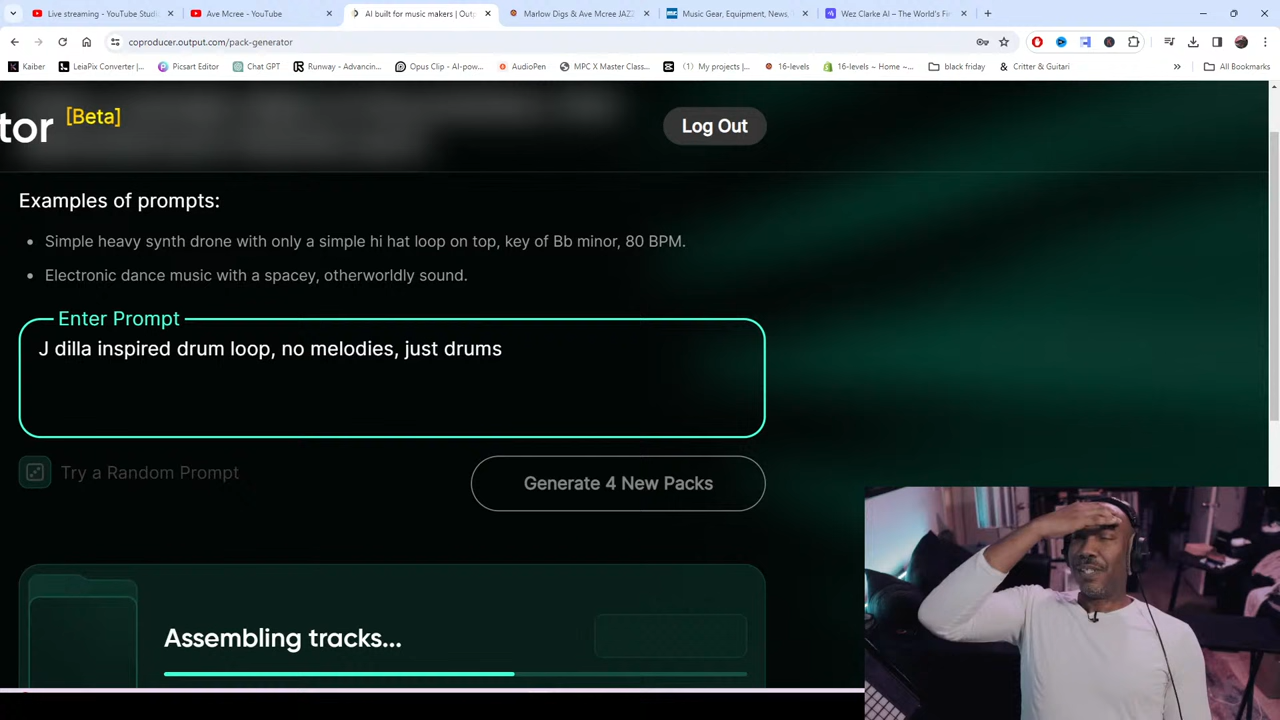 Live streaming - YouTube Studi
Ave Mcree - YouTube
AI built for music makers | Outp
Marlow Digs & Ave Mcree JAZZ
Music Gear, Equipment, News,
Wez Clarke AI – The World's Fi
coproducer.output.com/pack-generator
Kaiber
LeiaPix Converter |...
Picsart Editor
Chat GPT
Runway - Advancin...
Opus Clip - AI-pow...
AudioPen
MPC X Master Class...
(1) My projects |...
16-levels
16-levels ~ Home ~...
black friday
Critter & Guitari
»
All Bookmarks
tor [Beta]
Log Out
Examples of prompts:
• Simple heavy synth drone with only a simple hi hat loop on top, key of Bb minor, 80 BPM.
• Electronic dance music with a spacey, otherworldly sound.
Enter Prompt
J dilla inspired drum loop, no melodies, just drums
Try a Random Prompt
Generate 4 New Packs
Assembling tracks...